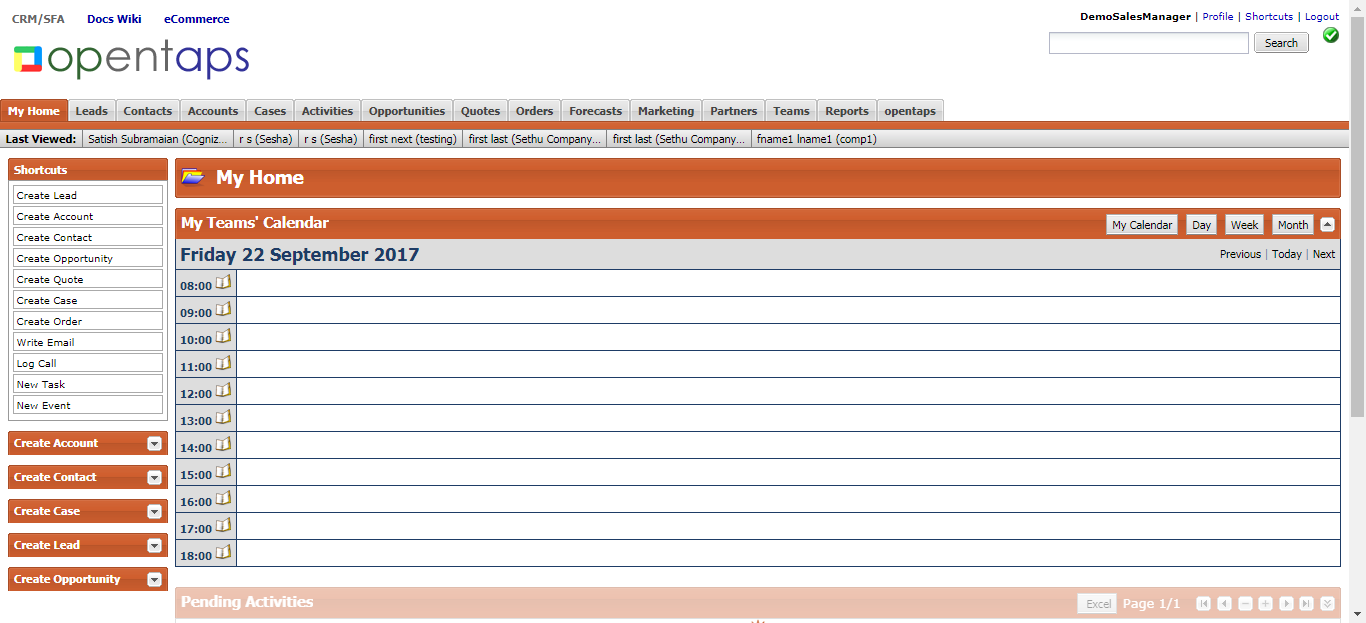 CRM/SFA Docs Wiki eCommerce
DemoSalesManager | Profile | Shortcuts | Logout
opentaps
Search
My Home Leads Contacts Accounts Cases Activities Opportunities Quotes Orders Forecasts Marketing Partners Teams Reports opentaps
Last Viewed: Satish Subramaian (Cogniz... r s (Sesha) r s (Sesha) first next (testing) first last (Sethu Company... first last (Sethu Company... fname1 lname1 (comp1)
Shortcuts
Create Lead
Create Account
Create Contact
Create Opportunity
Create Quote
Create Case
Create Order
Write Email
Log Call
New Task
New Event
Create Account
Create Contact
Create Case
Create Lead
Create Opportunity
My Home
My Teams' Calendar My Calendar Day Week Month
Friday 22 September 2017 Previous | Today | Next
08:00
09:00
10:00
11:00
12:00
13:00
14:00
15:00
16:00
17:00
18:00
Pending Activities Excel Page 1/1